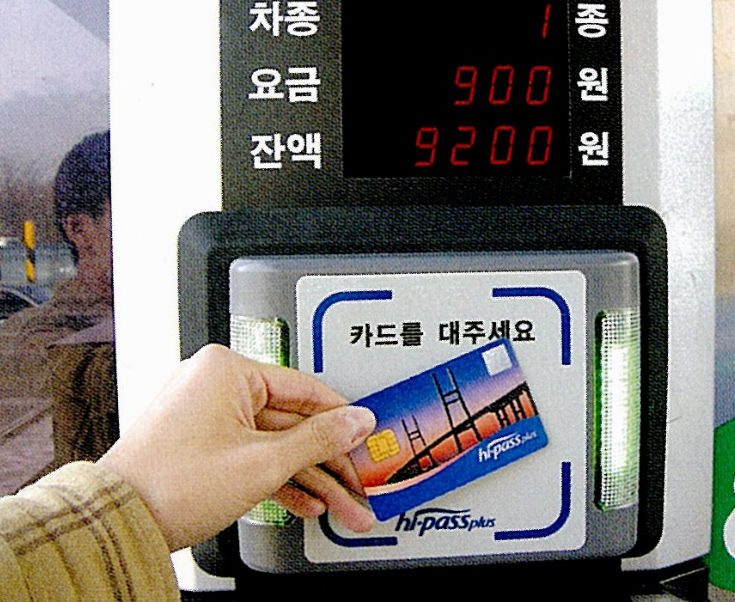 차종 1 종
요금 900 원
잔액 9200 원
카드를 대주세요
hi-pass plus
hi-pass plus